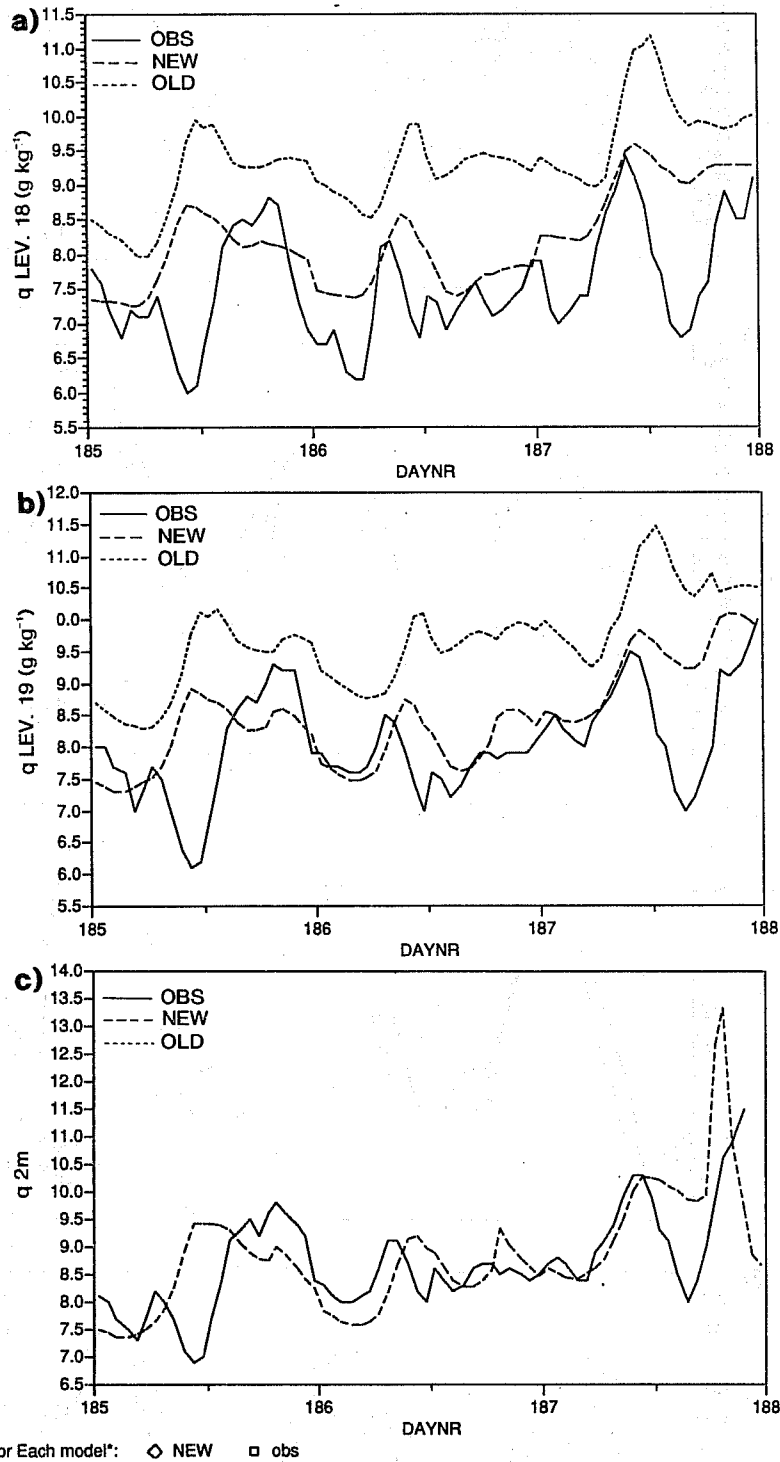 a)
q LEV. 18 (g kg⁻¹)
11.5
11.0
10.5
10.0
9.5
9.0
8.5
8.0
7.5
7.0
6.5
6.0
5.5
OBS
NEW
OLD
185
186
187
188
DAYNR
b)
q LEV. 19 (g kg⁻¹)
12.0
11.5
11.0
10.5
0.0
9.5
9.0
8.5
8.0
7.5
7.0
6.5
6.0
5.5
OBS
NEW
OLD
185
186
187
188
DAYNR
c)
q 2m
14.0
13.5
13.0
12.5
12.0
11.5
11.0
10.5
10.0
9.5
9.0
8.5
8.0
7.5
7.0
6.5
OBS
NEW
OLD
185
186
187
188
DAYNR
or Each model*: ◇ NEW □ obs